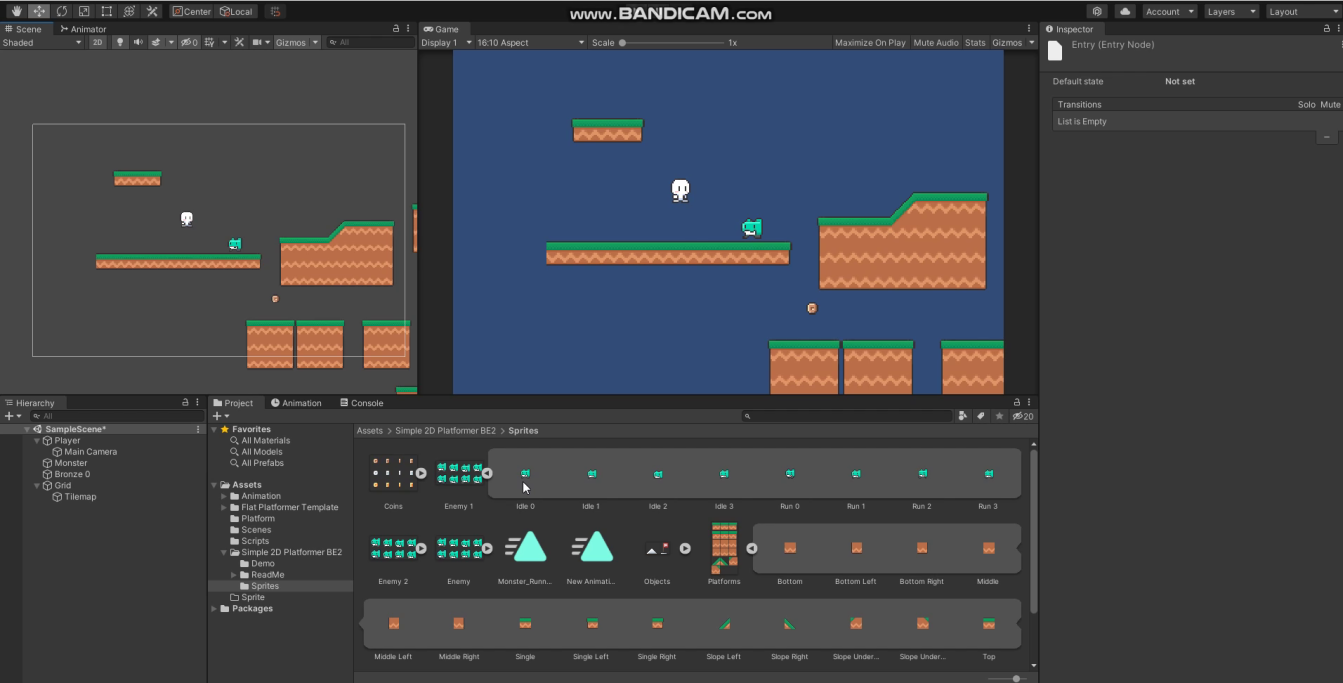 www.BANDICAM.com
Center Local Account Layers Layout
Scene Animator
Shaded 2D 0 Gizmos All
Game
Display 1 16:10 Aspect Scale 1x Maximize On Play Mute Audio Stats Gizmos
Inspector
Entry (Entry Node)
Default state Not set
Transitions Solo Mute
List is Empty
Hierarchy
All
SampleScene*
Player
Main Camera
Monster
Bronze 0
Grid
Tilemap
Project Animation Console
20
Favorites
All Materials
All Models
All Prefabs
Assets
Animation
Flat Platformer Template
Platform
Scenes
Scripts
Simple 2D Platformer BE2
Demo
ReadMe
Sprites
Sprite
Packages
Assets > Simple 2D Platformer BE2 > Sprites
Coins Enemy 1 Idle 0 Idle 1 Idle 2 Idle 3 Run 0 Run 1 Run 2 Run 3
Enemy 2 Enemy Monster_Runn... New Animati... Objects Platforms Bottom Bottom Left Bottom Right Middle
Middle Left Middle Right Single Single Left Single Right Slope Left Slope Right Slope Under... Slope Under... Top